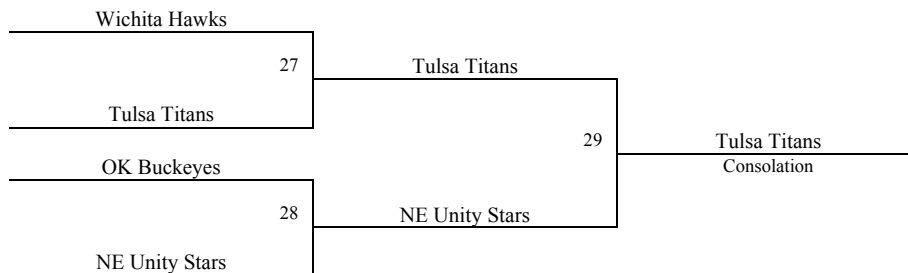 Wichita Hawks
27
Tulsa Titans
Tulsa Titans
29
Tulsa Titans
Consolation
OK Buckeyes
28
NE Unity Stars
NE Unity Stars